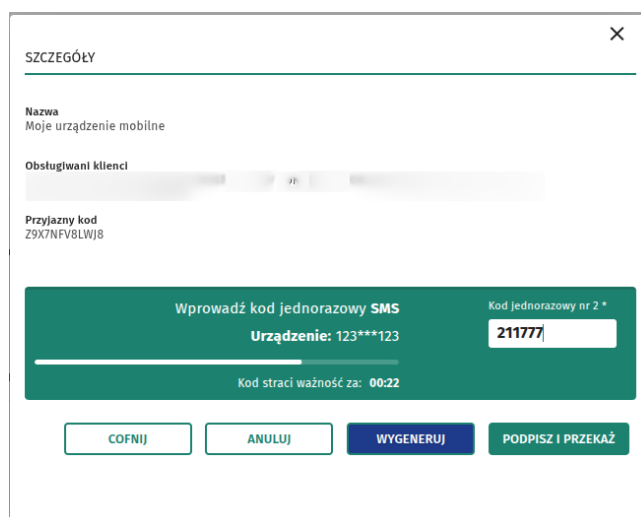 SZCZEGÓŁY
Nazwa
Moje urządzenie mobilne
Obsługiwani klienci
Przyjazny kod
Z9X7NFV8LWJ8
Wprowadź kod jednorazowy SMS
Kod jednorazowy nr 2 *
Urządzenie: 123***123
211777
Kod straci ważność za: 00:22
COFNIJ
ANULUJ
WYGENERUJ
PODPISZ I PRZEKAŻ